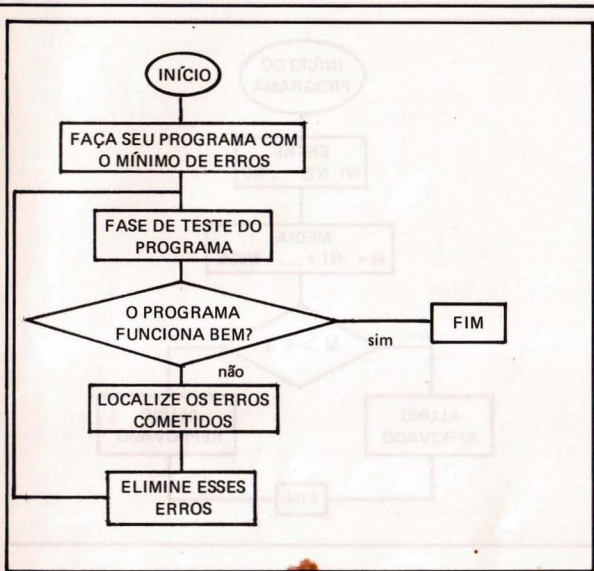 INÍCIO
FAÇA SEU PROGRAMA COM
O MÍNIMO DE ERROS
FASE DE TESTE DO
PROGRAMA
O PROGRAMA
FUNCIONA BEM?
sim
FIM
não
LOCALIZE OS ERROS
COMETIDOS
ELIMINE ESSES
ERROS